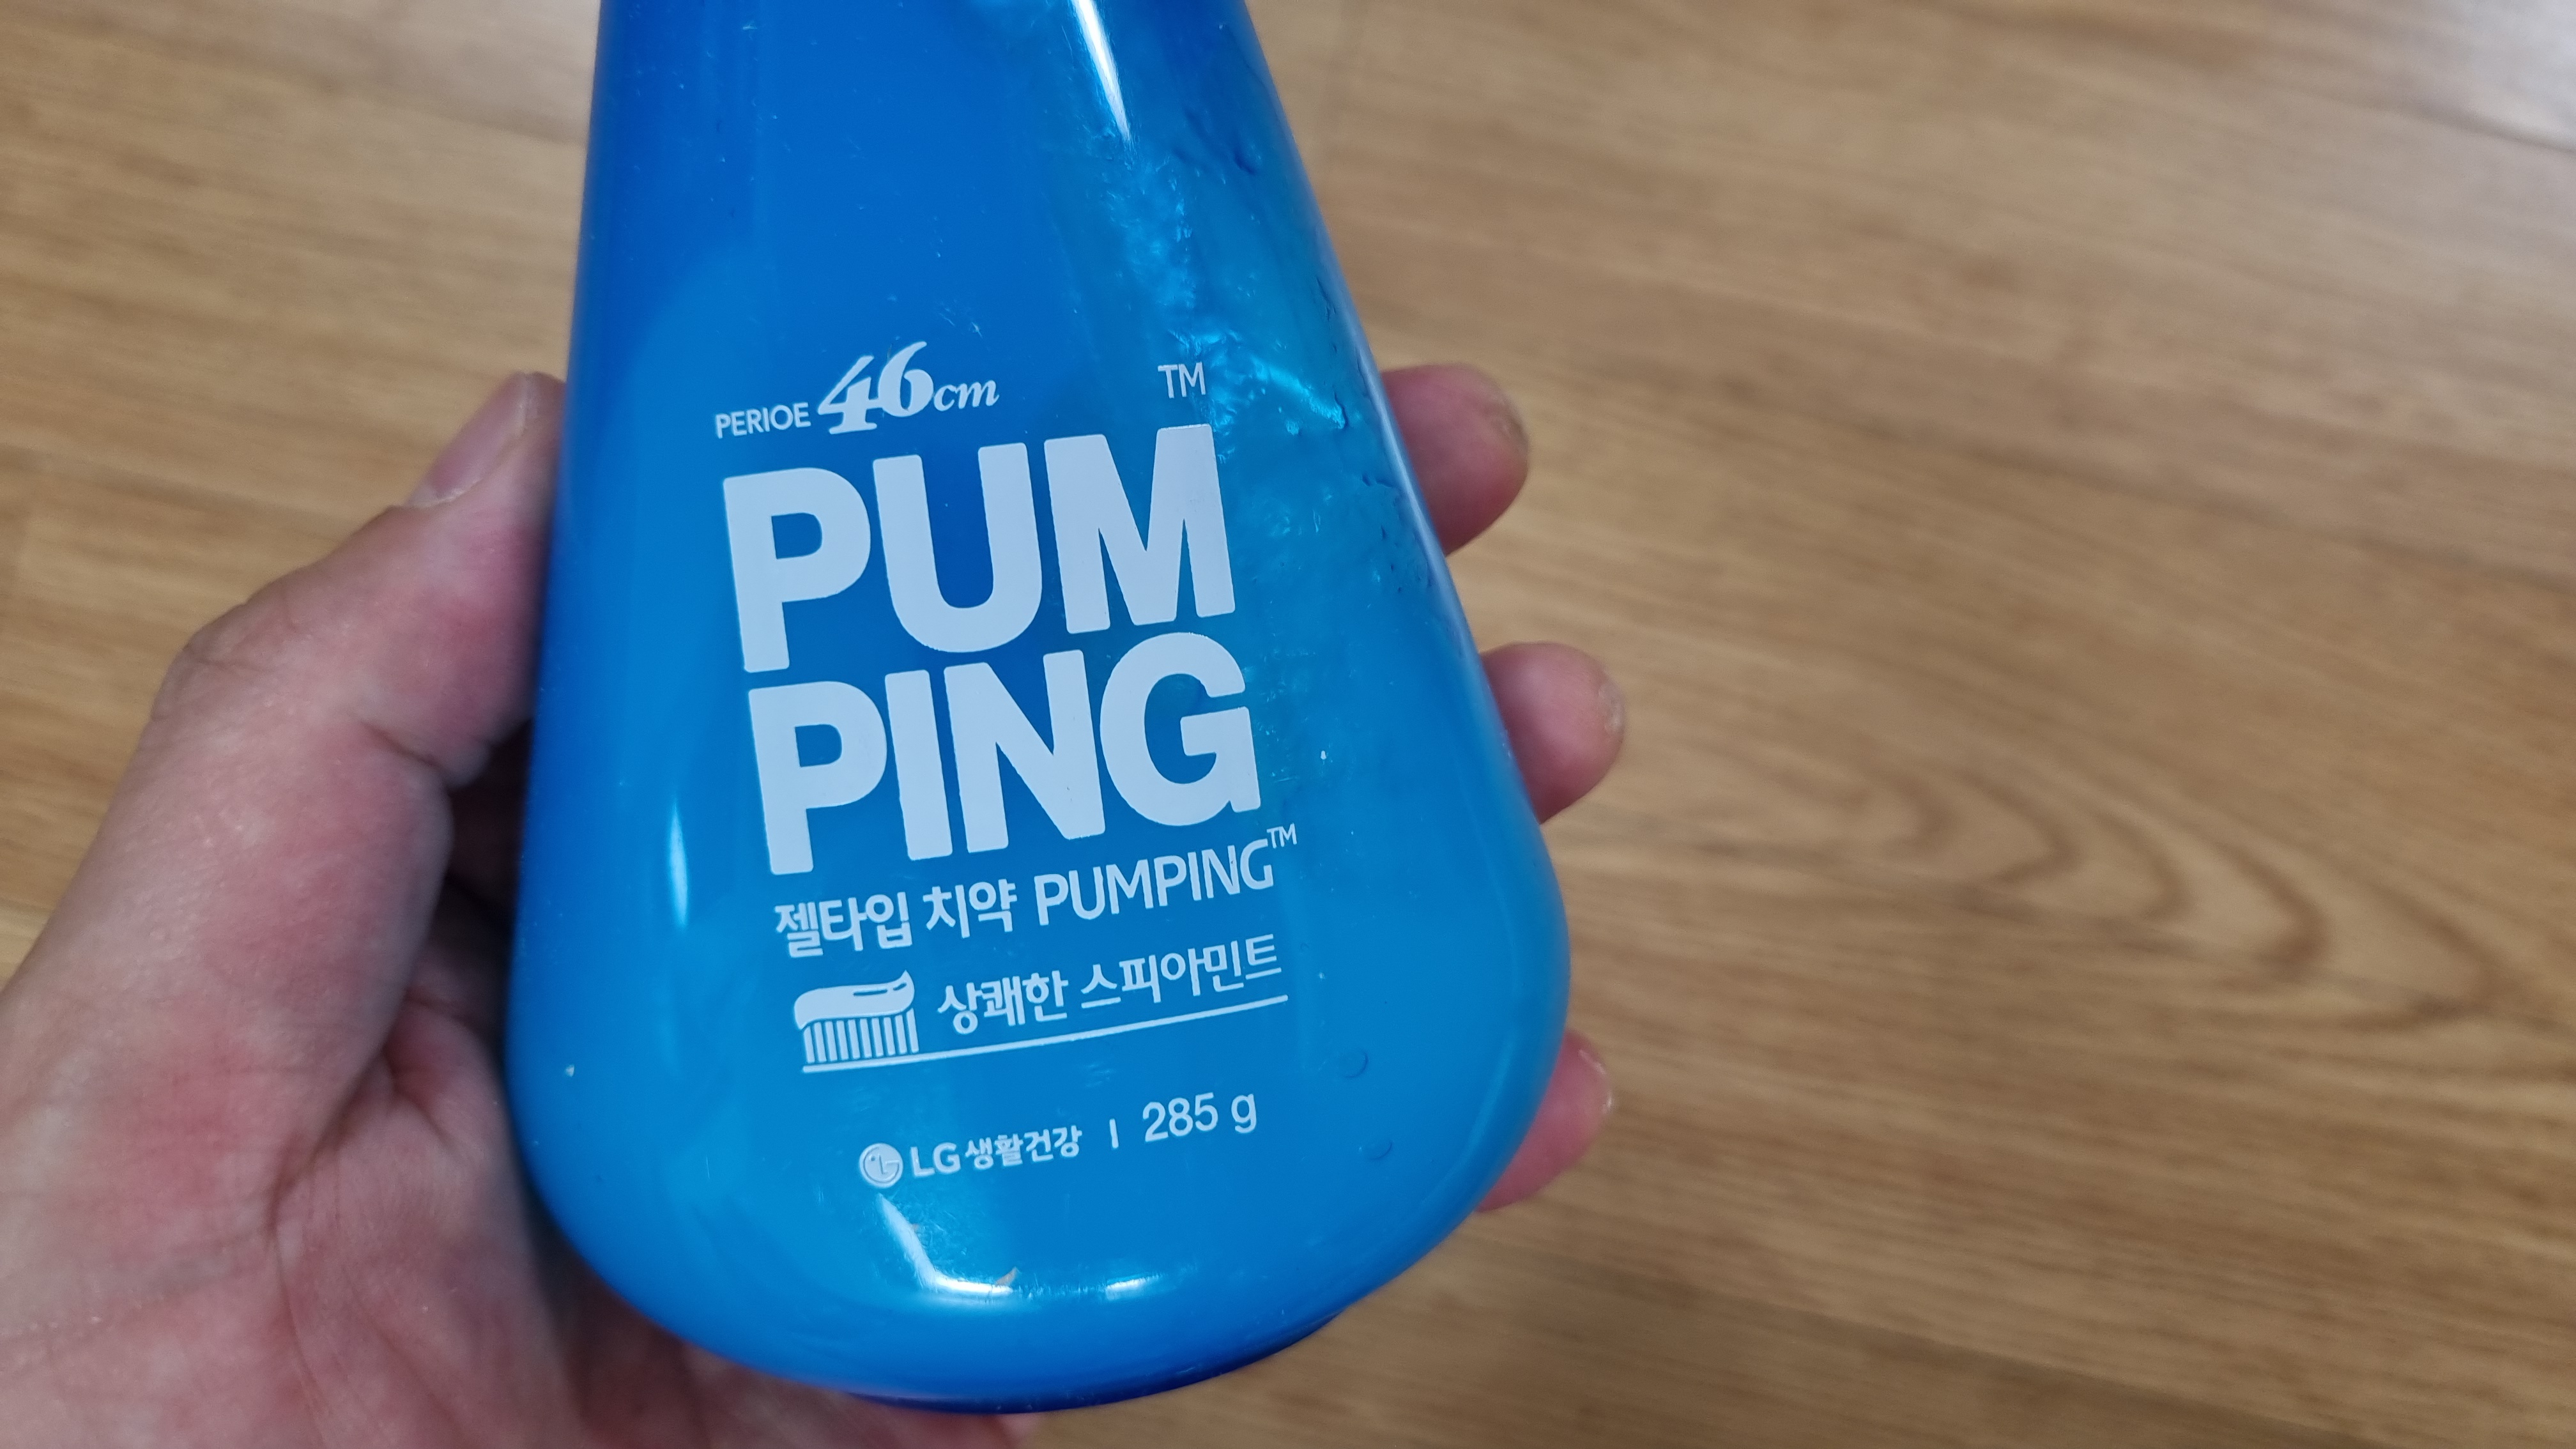 PERIOE 46cm TM
PUM
PING
젤타입 치약 PUMPING™
상쾌한 스피아민트
LG생활건강 | 285 g